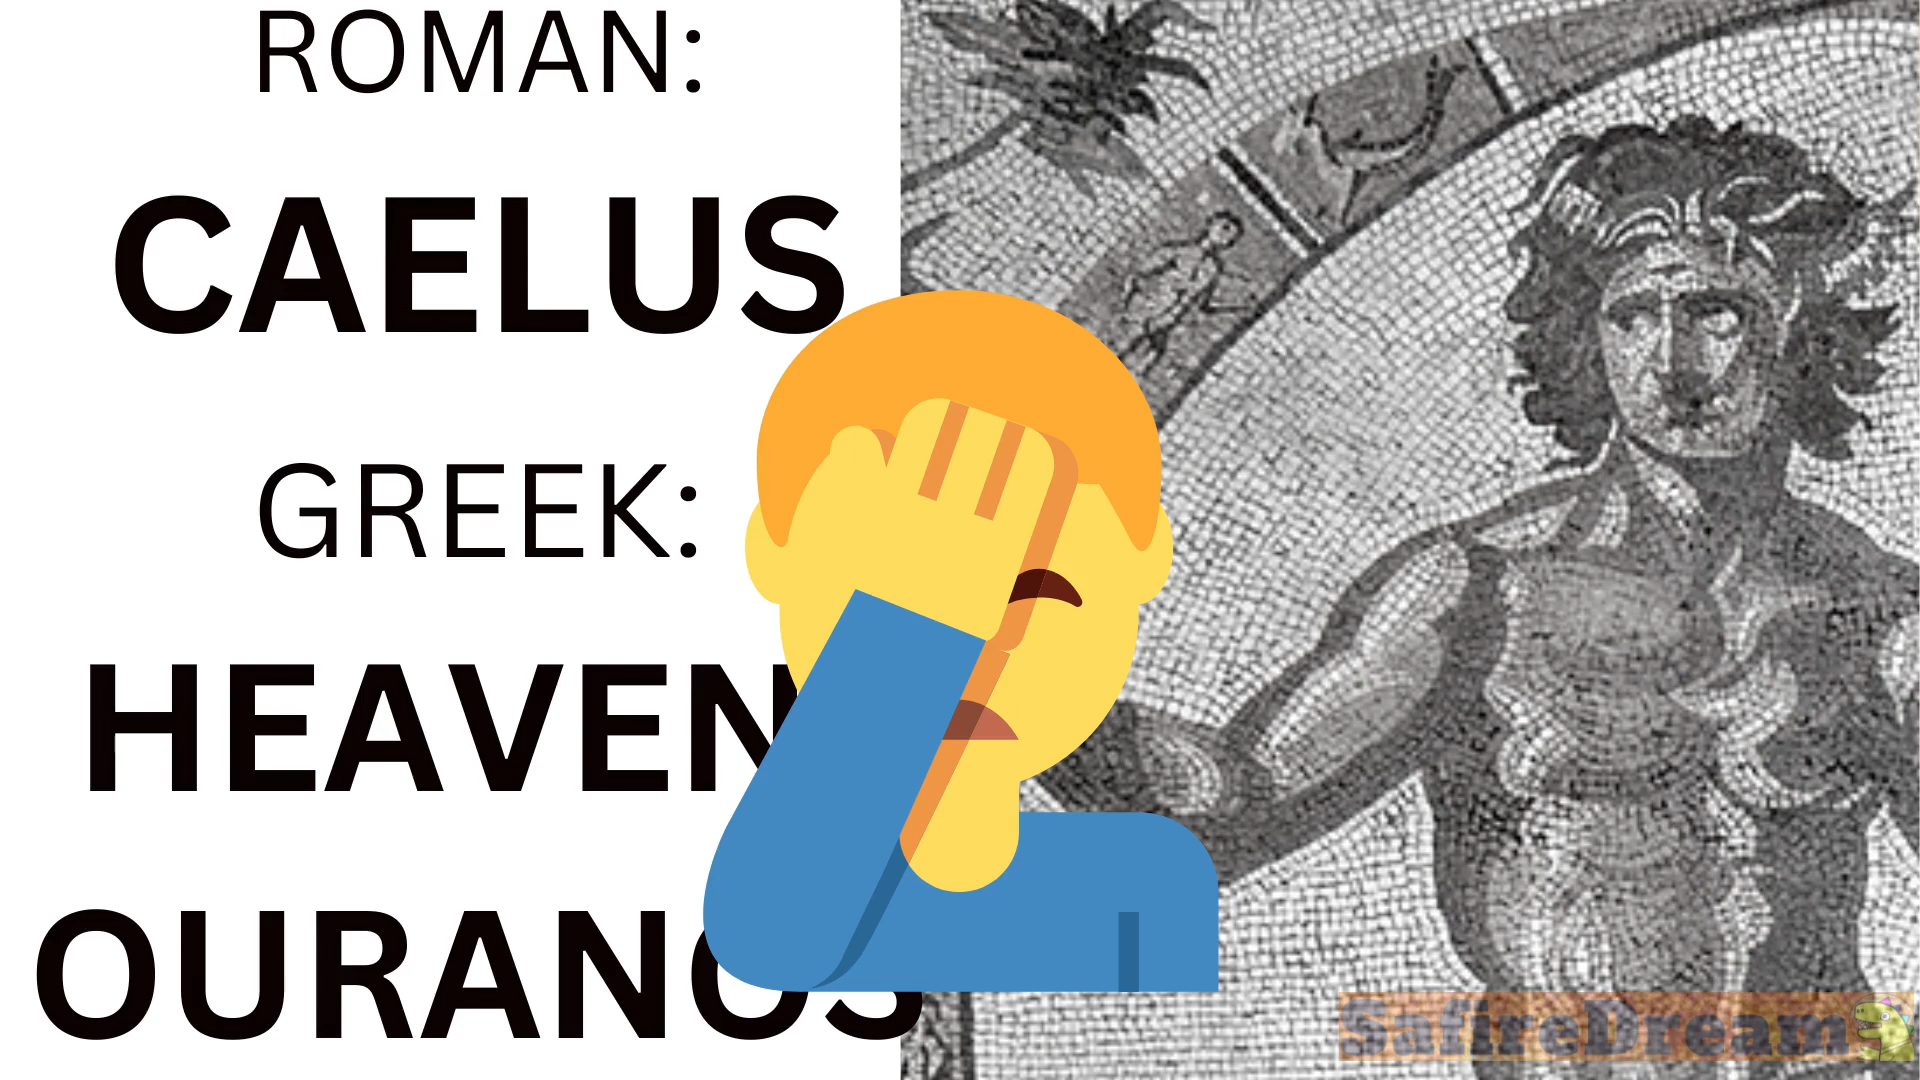 ROMAN:
CAELUS
GREEK:
HEAVEN
OURANOS
SafireDream